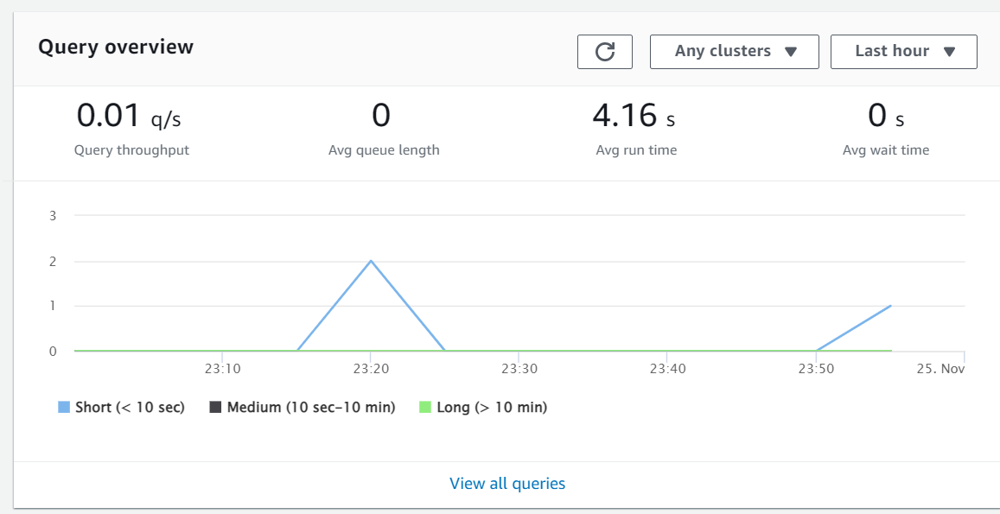 Query overview
Any clusters
Last hour
0.01 q/s
0
4.16 s
0 s
Query throughput
Avg queue length
Avg run time
Avg wait time
3
2
1
0
23:10
23:20
23:30
23:40
23:50
25. Nov
Short (< 10 sec)
Medium (10 sec–10 min)
Long (> 10 min)
View all queries